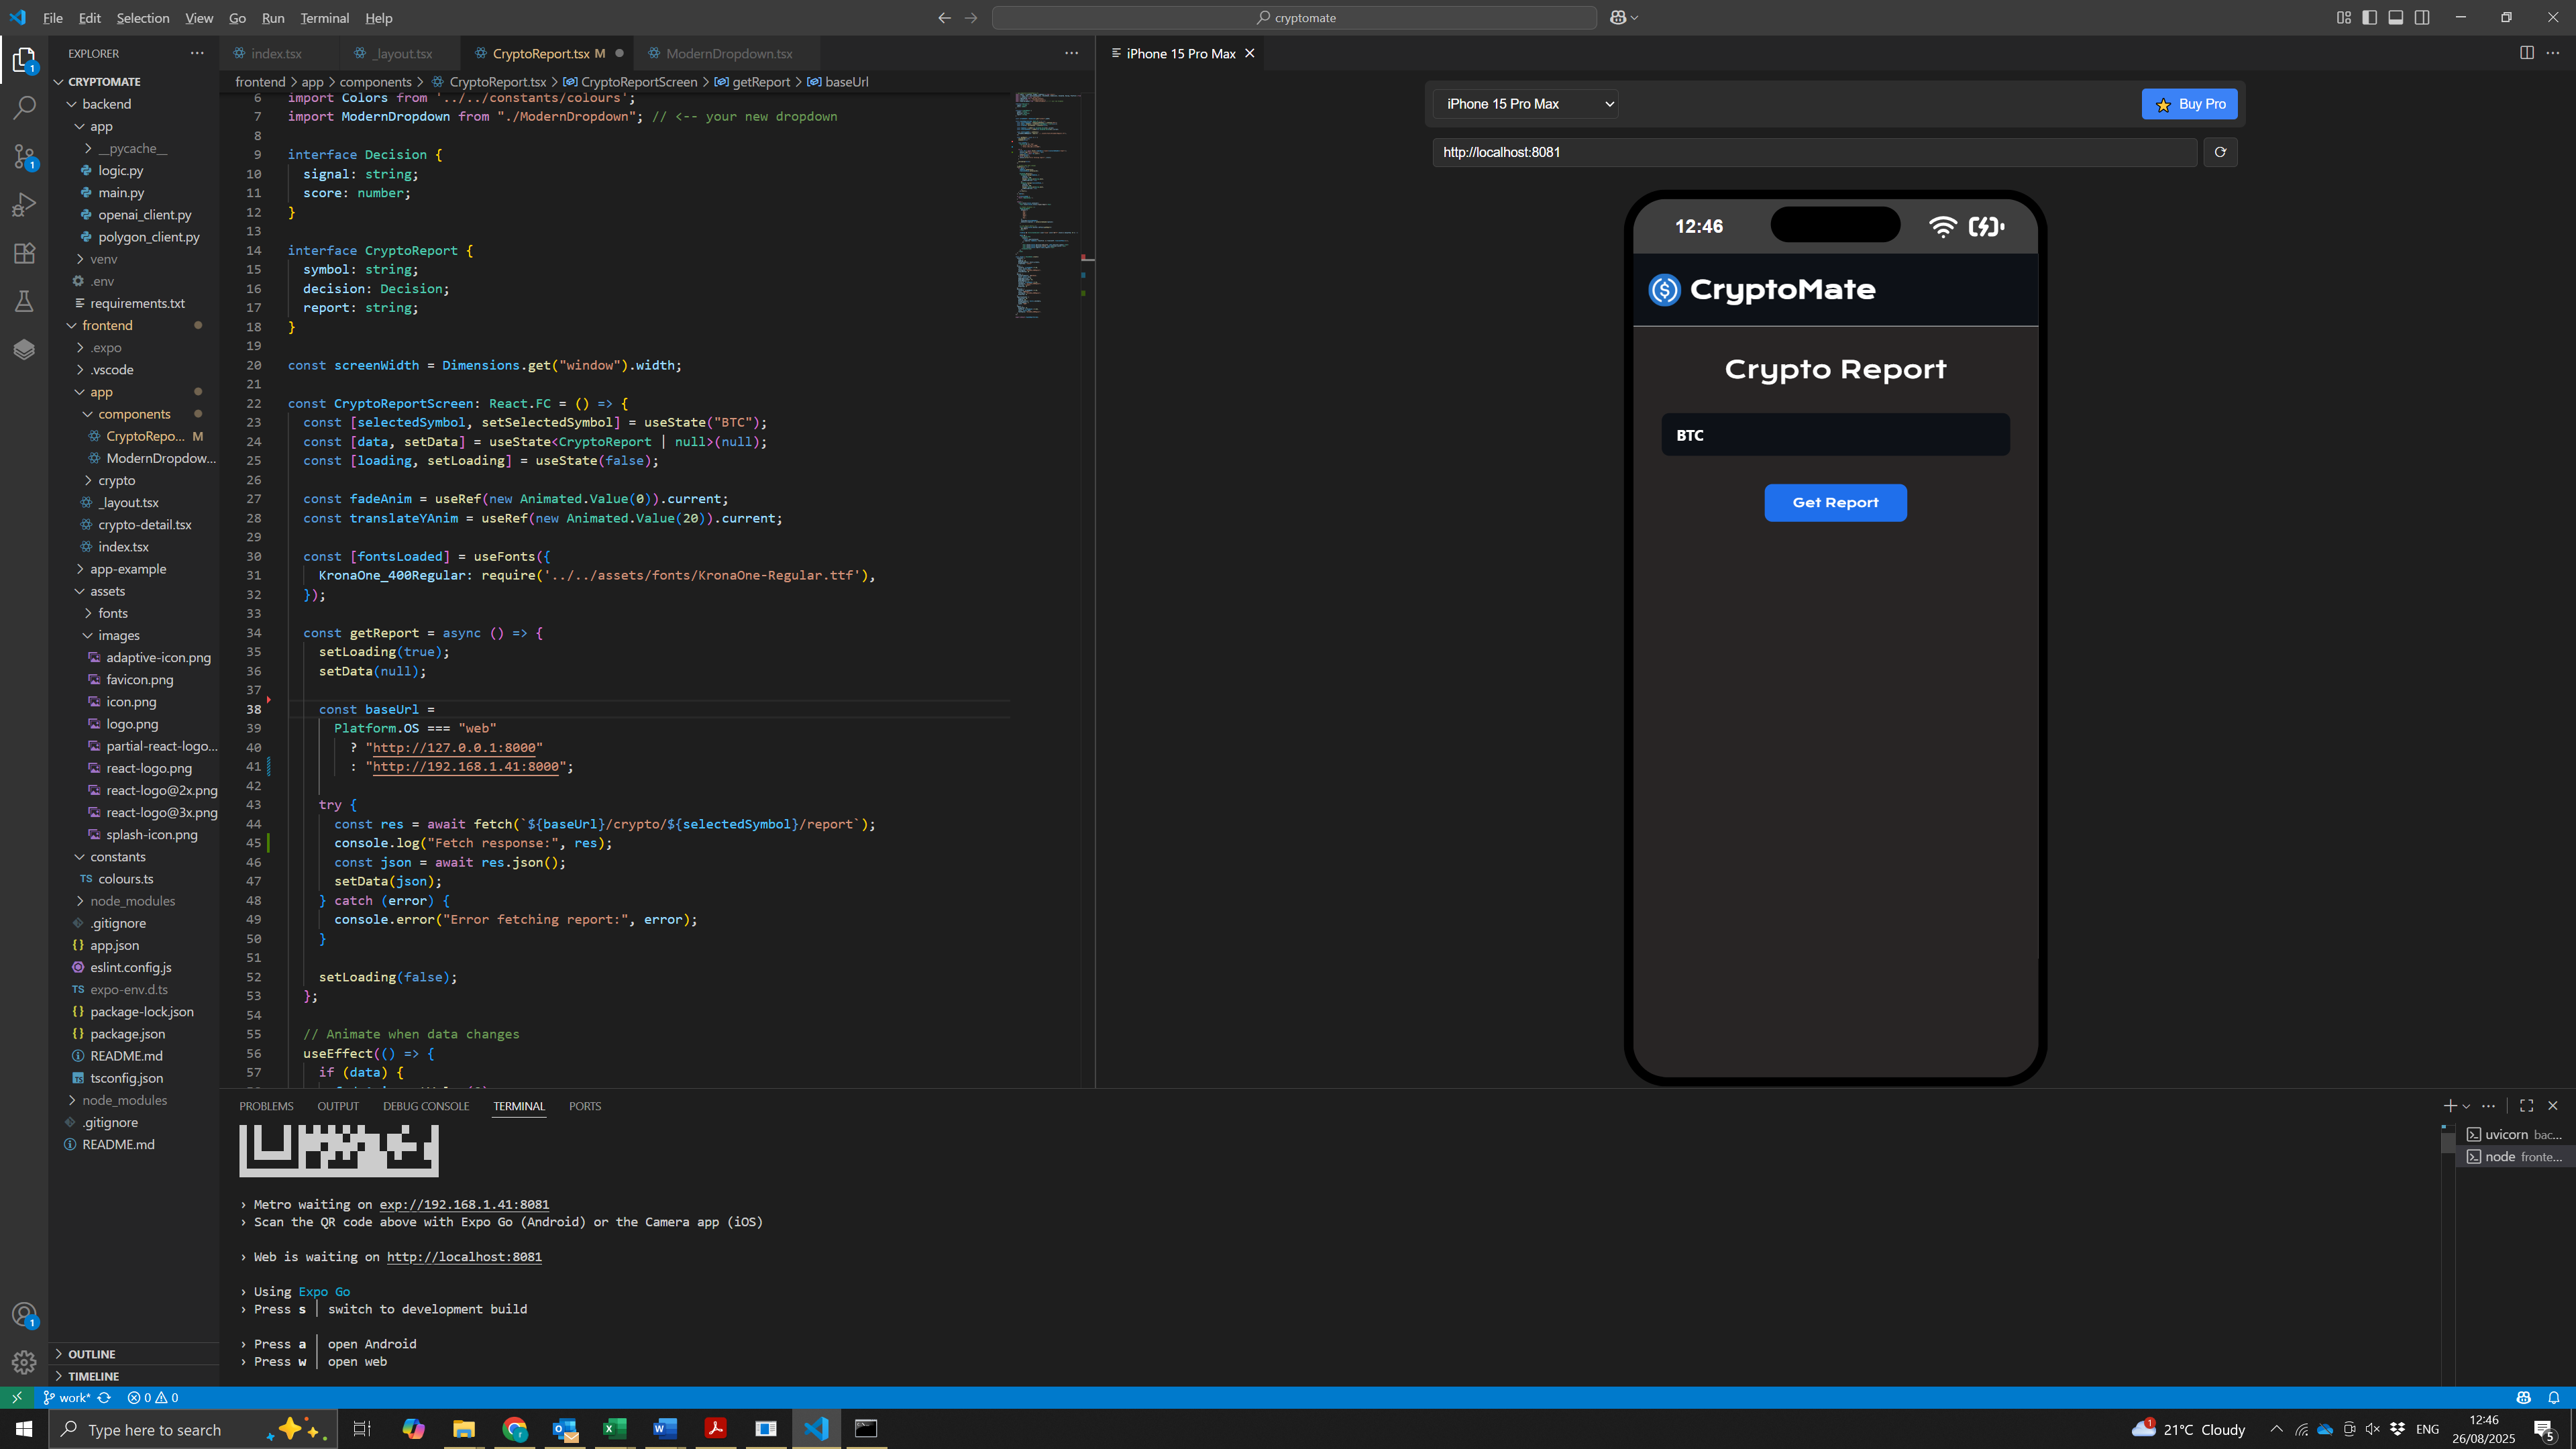 File Edit Selection View Go Run Terminal Help
cryptomate
EXPLORER
CRYPTOMATE
backend
app
__pycache__
logic.py
main.py
openai_client.py
polygon_client.py
venv
.env
requirements.txt
frontend
.expo
.vscode
app
components
CryptoRepo... M
ModernDropdow...
crypto
_layout.tsx
crypto-detail.tsx
index.tsx
app-example
assets
fonts
images
adaptive-icon.png
favicon.png
icon.png
logo.png
partial-react-logo...
react-logo.png
react-logo@2x.png
react-logo@3x.png
splash-icon.png
constants
TS colours.ts
node_modules
.gitignore
{} app.json
eslint.config.js
TS expo-env.d.ts
{} package-lock.json
{} package.json
README.md
tsconfig.json
node_modules
.gitignore
README.md
OUTLINE
TIMELINE
index.tsx _layout.tsx CryptoReport.tsx M ModernDropdown.tsx
frontend > app > components > CryptoReport.tsx > CryptoReportScreen > getReport > baseUrl
6 import Colors from '../../constants/colours';
7 import ModernDropdown from "./ModernDropdown"; // <-- your new dropdown
8
9 interface Decision {
10 signal: string;
11 score: number;
12 }
13
14 interface CryptoReport {
15 symbol: string;
16 decision: Decision;
17 report: string;
18 }
19
20 const screenWidth = Dimensions.get("window").width;
21
22 const CryptoReportScreen: React.FC = () => {
23 const [selectedSymbol, setSelectedSymbol] = useState("BTC");
24 const [data, setData] = useState<CryptoReport | null>(null);
25 const [loading, setLoading] = useState(false);
26
27 const fadeAnim = useRef(new Animated.Value(0)).current;
28 const translateYAnim = useRef(new Animated.Value(20)).current;
29
30 const [fontsLoaded] = useFonts({
31 KronaOne_400Regular: require('../../assets/fonts/KronaOne-Regular.ttf'),
32 });
33
34 const getReport = async () => {
35 setLoading(true);
36 setData(null);
37
38 const baseUrl =
39 Platform.OS === "web"
40 ? "http://127.0.0.1:8000"
41 : "http://192.168.1.41:8000";
42
43 try {
44 const res = await fetch(`${baseUrl}/crypto/${selectedSymbol}/report`);
45 console.log("Fetch response:", res);
46 const json = await res.json();
47 setData(json);
48 } catch (error) {
49 console.error("Error fetching report:", error);
50 }
51
52 setLoading(false);
53 };
54
55 // Animate when data changes
56 useEffect(() => {
57 if (data) {
iPhone 15 Pro Max
iPhone 15 Pro Max
Buy Pro
http://localhost:8081
12:46
CryptoMate
Crypto Report
BTC
Get Report
PROBLEMS OUTPUT DEBUG CONSOLE TERMINAL PORTS
› Metro waiting on exp://192.168.1.41:8081
› Scan the QR code above with Expo Go (Android) or the Camera app (iOS)
› Web is waiting on http://localhost:8081
› Using Expo Go
› Press s │ switch to development build
› Press a │ open Android
› Press w │ open web
uvicorn bac...
node fronte...
work* 0 0
Type here to search
21°C Cloudy
ENG
12:46
26/08/2025
5